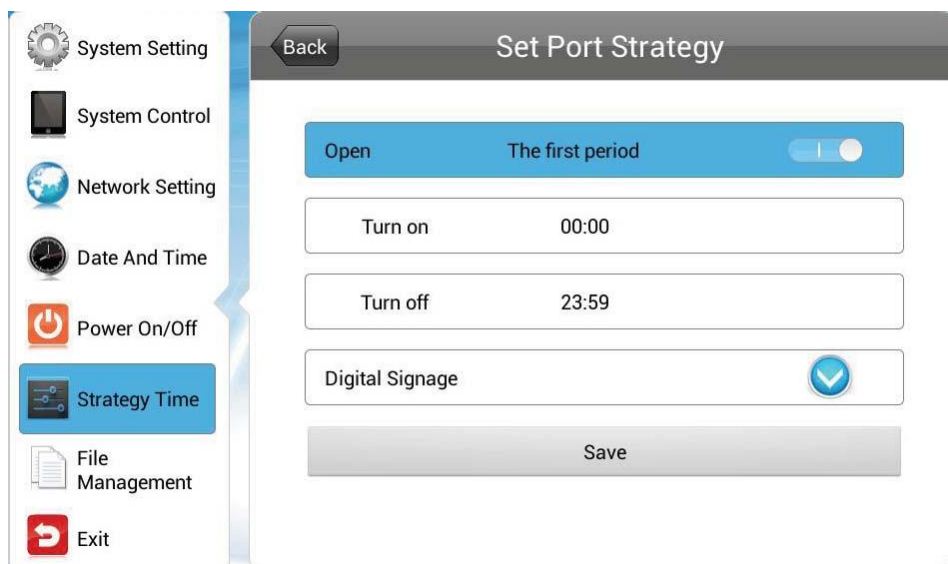 System Setting
System Control
Network Setting
Date And Time
Power On/Off
Strategy Time
File
Management
Exit
Back
Set Port Strategy
Open The first period
Turn on 00:00
Turn off 23:59
Digital Signage
Save